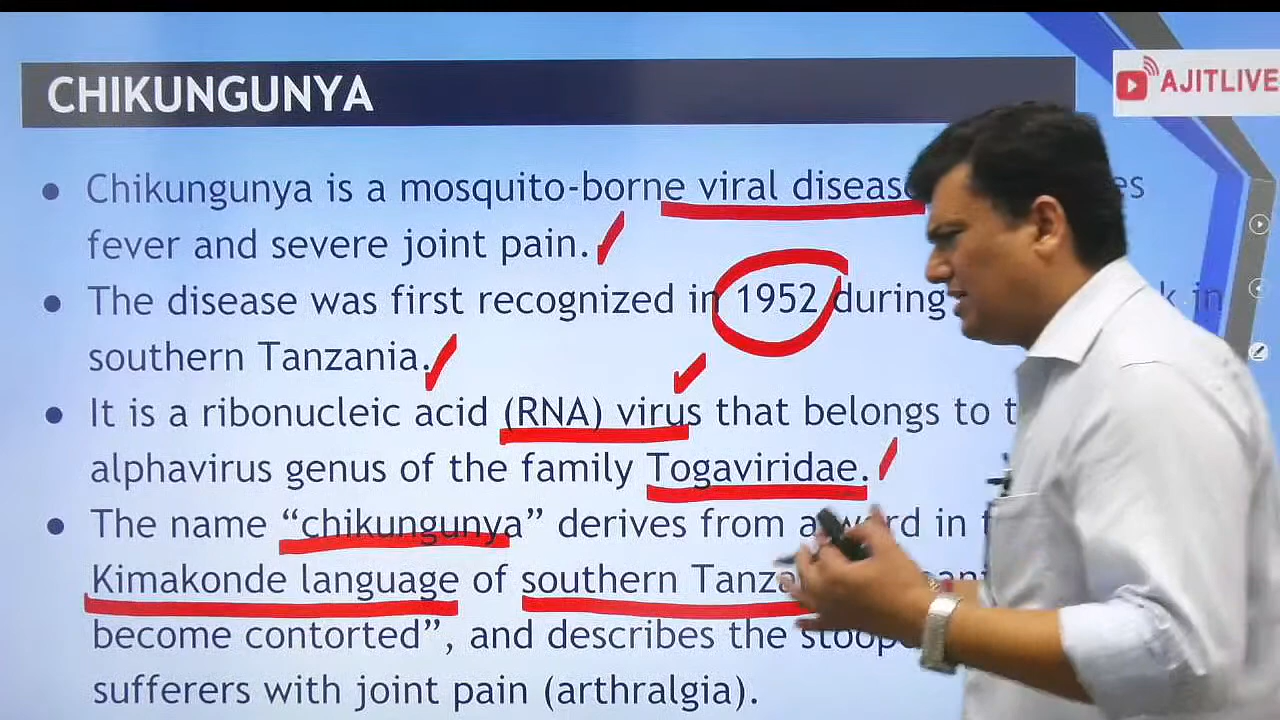 CHIKUNGUNYA
AJITLIVE
● Chikungunya is a mosquito-borne viral disease
fever and severe joint pain.
● The disease was first recognized in 1952 during in
southern Tanzania.
● It is a ribonucleic acid (RNA) virus that belongs to
alphavirus genus of the family Togaviridae.
● The name “chikungunya” derives from a word in
Kimakonde language of southern
become contorted”, and describes the
sufferers with joint pain (arthralgia).